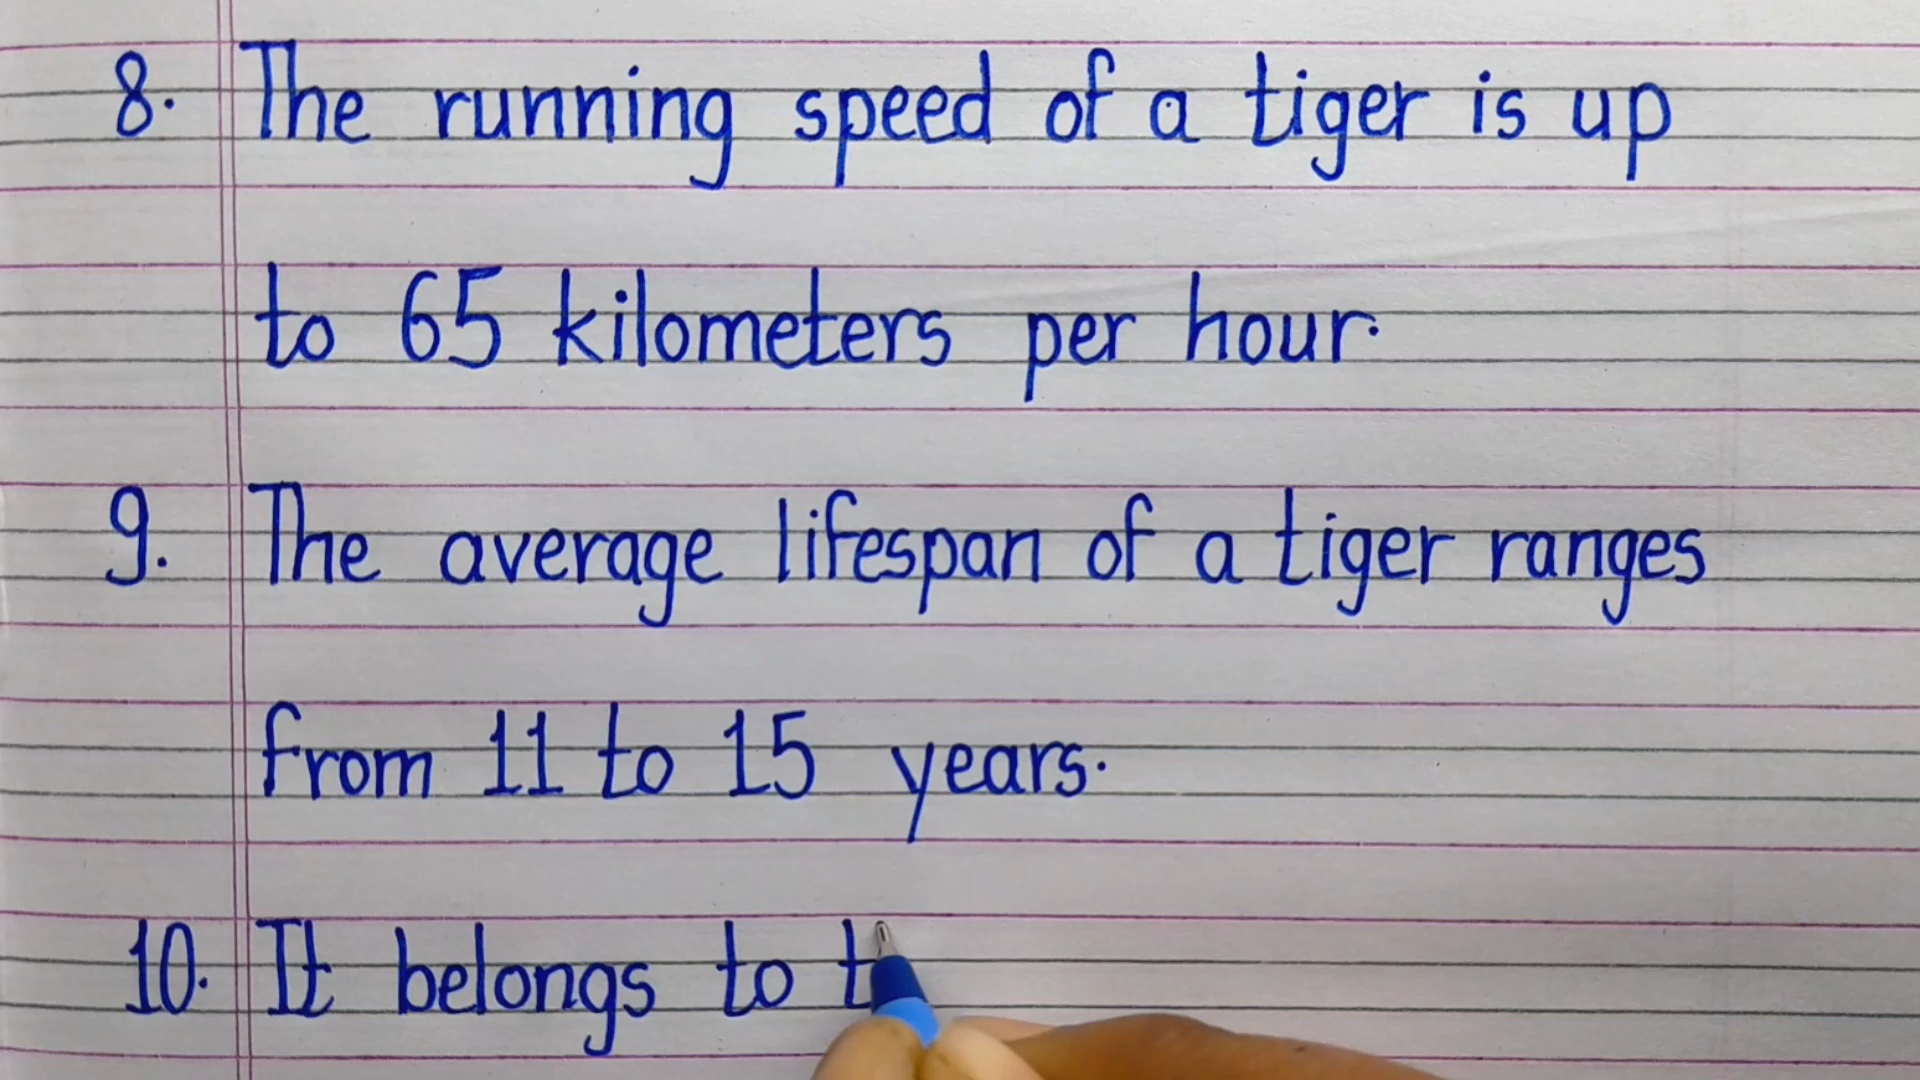 8. The running speed of a tiger is up
to 65 kilometers per hour.
9. The average lifespan of a tiger ranges
from 11 to 15 years.
10. It belongs to t